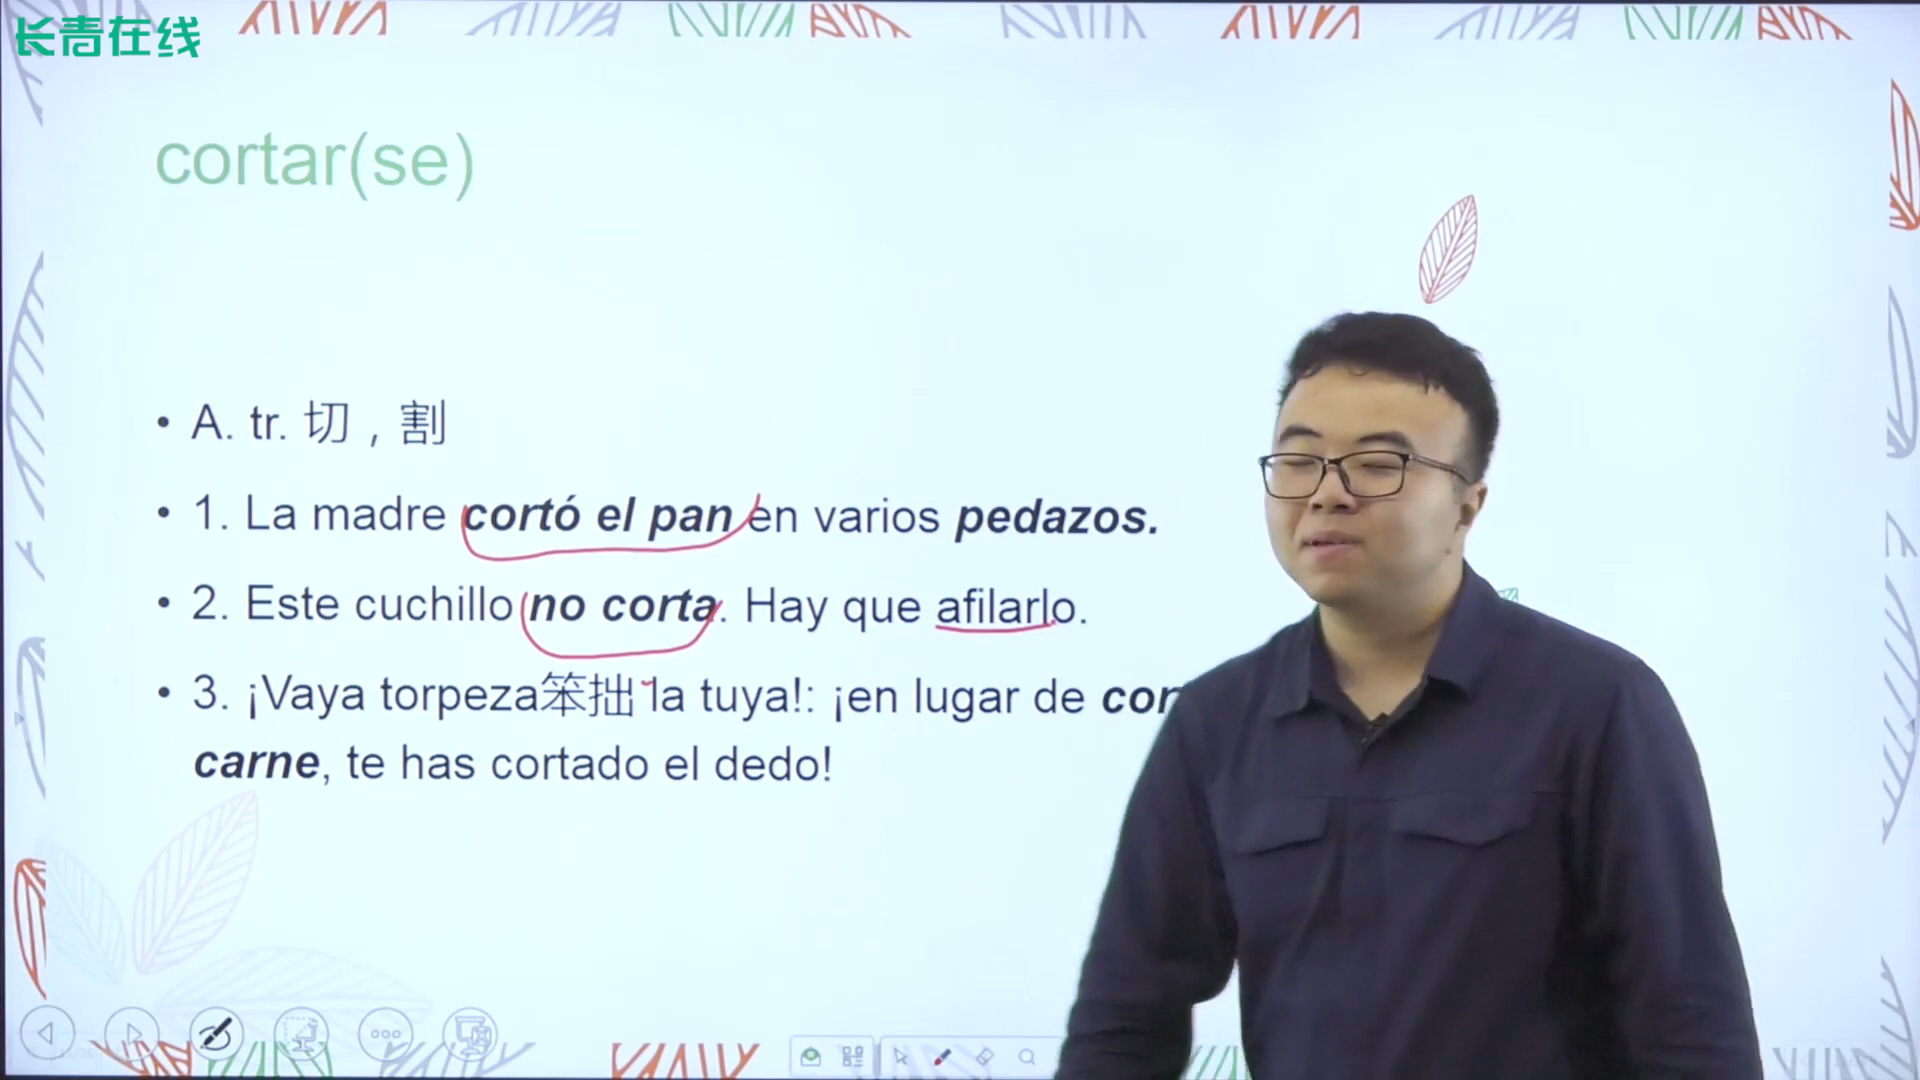 长青在线
cortar(se)
• A. tr. 切，割
• 1. La madre cortó el pan en varios pedazos.
• 2. Este cuchillo no corta. Hay que afilarlo.
• 3. ¡Vaya torpeza笨拙 la tuya!: ¡en lugar de
carne, te has cortado el dedo!